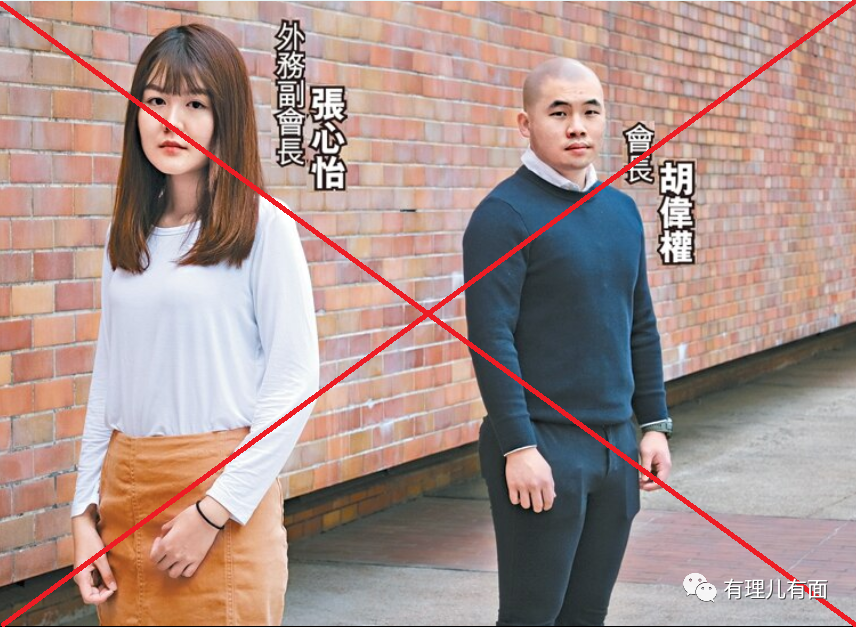 外務副會長
張心怡
會長
胡偉權
有理儿有面